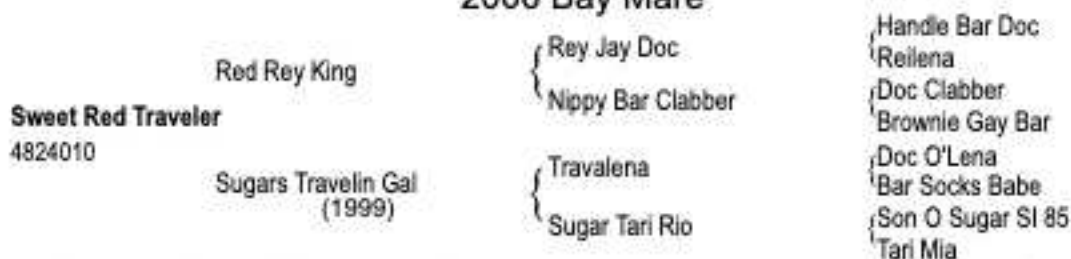 2006 Bay Mare
Handle Bar Doc
Rey Jay Doc
Reilena
Red Rey King
Nippy Bar Clabber
Doc Clabber
Brownie Gay Bar
Sweet Red Traveler
4824010
Doc O'Lena
Travalena
Bar Socks Babe
Sugars Travelin Gal
(1999)
Sugar Tari Rio
Son O Sugar SI 85
Tari Mia